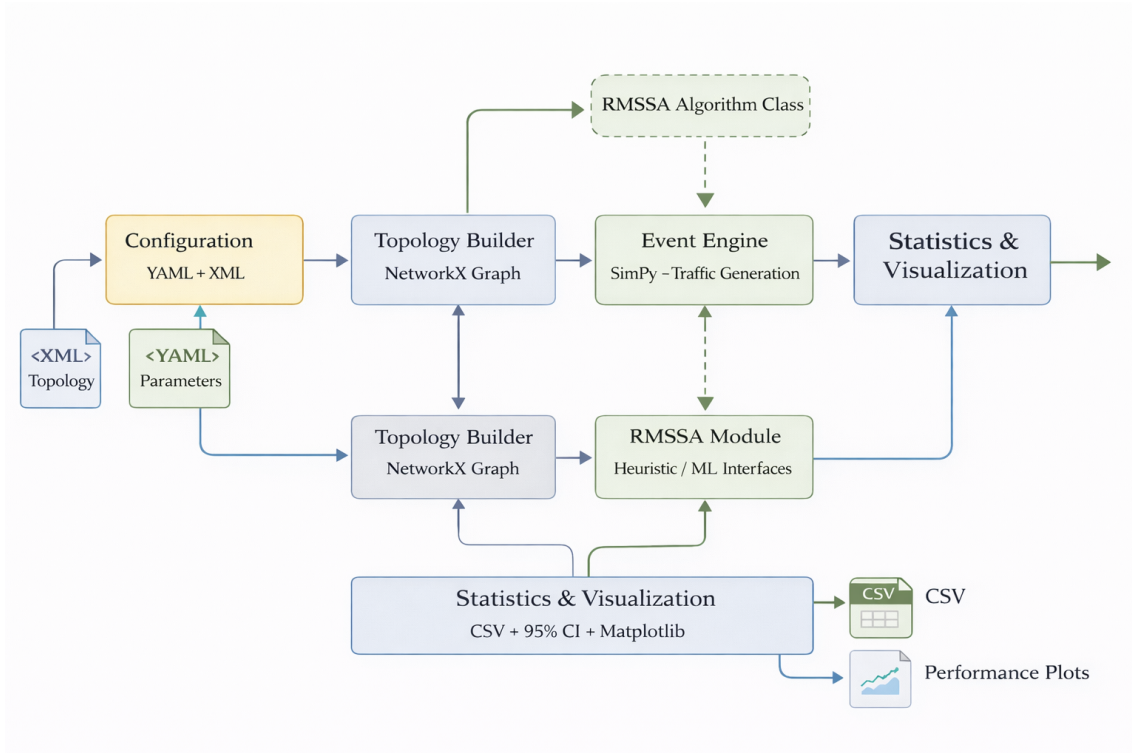 RMSSA Algorithm Class
Configuration
YAML + XML
Topology Builder
NetworkX Graph
Event Engine
SimPy –Traffic Generation
Statistics &
Visualization
<XML>
Topology
<YAML>
Parameters
Topology Builder
NetworkX Graph
RMSSA Module
Heuristic / ML Interfaces
Statistics & Visualization
CSV + 95% CI + Matplotlib
CSV
CSV
Performance Plots